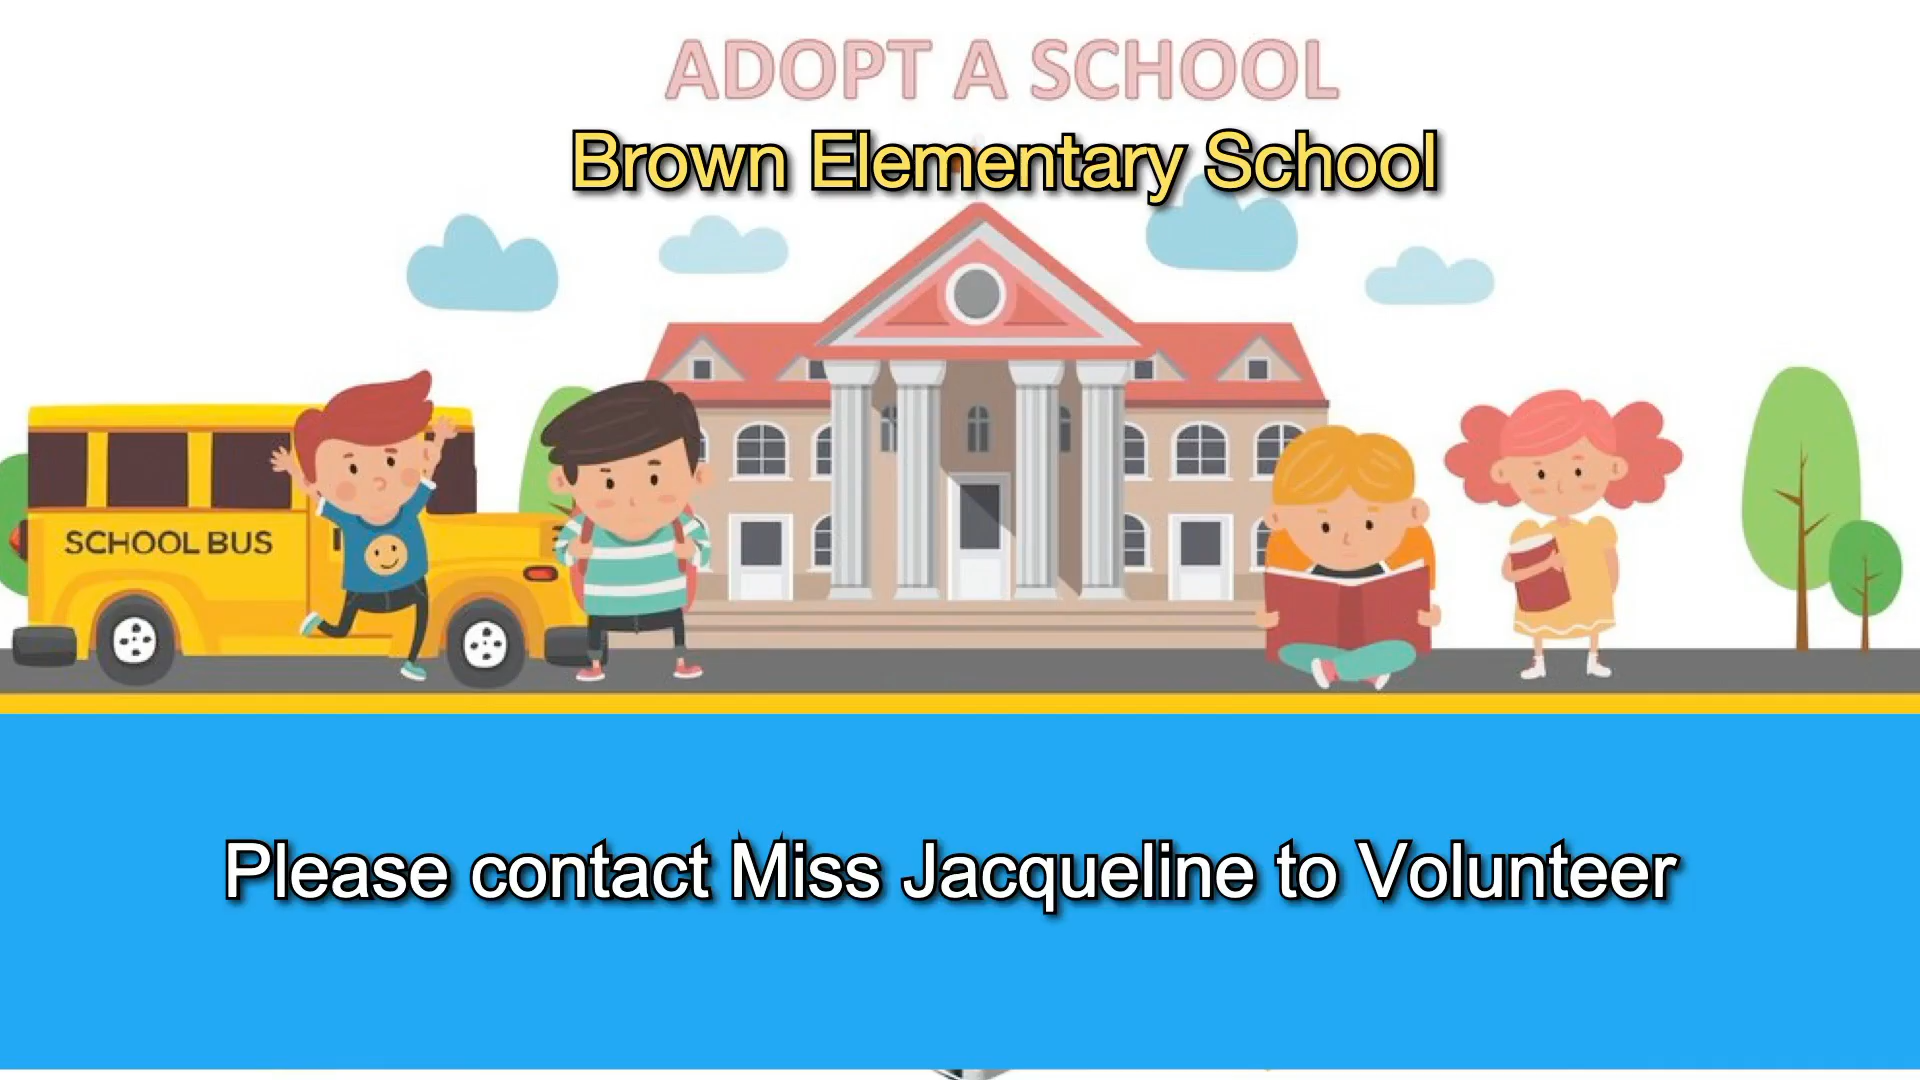 ADOPT A SCHOOL
Brown Elementary School
SCHOOL BUS
Please contact Miss Jacqueline to Volunteer